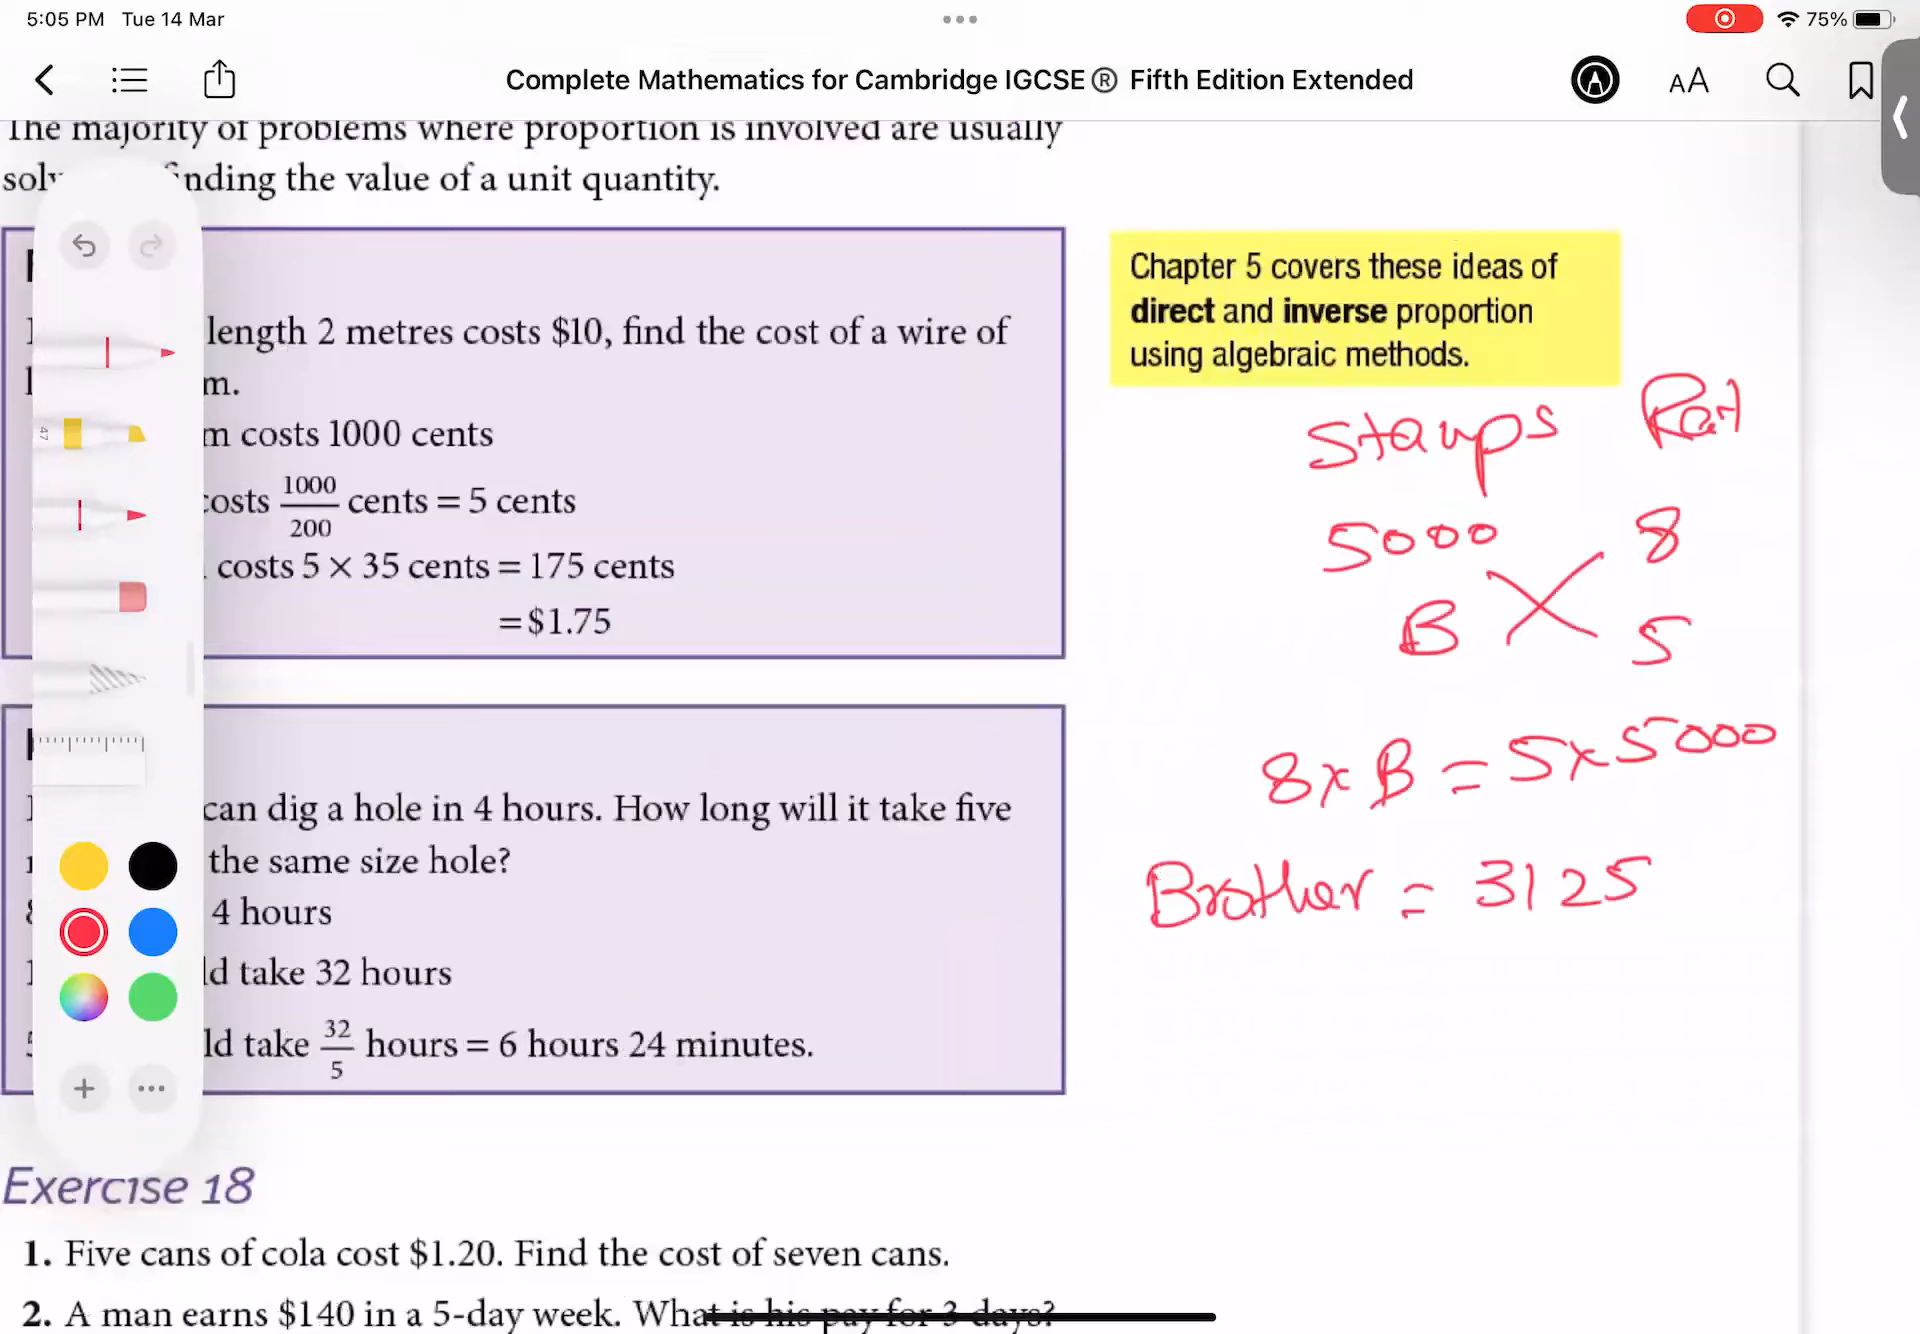 5:05 PM Tue 14 Mar
75%
Complete Mathematics for Cambridge IGCSE® Fifth Edition Extended
AA
The majority of problems where proportion is involved are usually
finding the value of a unit quantity.
length 2 metres costs $10, find the cost of a wire of
m.
m costs 1000 cents
costs 1000/200 cents = 5 cents
costs 5 × 35 cents = 175 cents
= $1.75
can dig a hole in 4 hours. How long will it take five
the same size hole?
4 hours
ld take 32 hours
ld take 32/5 hours = 6 hours 24 minutes.
Exercise 18
1. Five cans of cola cost $1.20. Find the cost of seven cans.
2. A man earns $140 in a 5-day week. What is his pay for 3 days?
Chapter 5 covers these ideas of
direct and inverse proportion
using algebraic methods.
Stamps
5000 8
B 5
8 x B = 5 x 5000
Brother = 3125
47